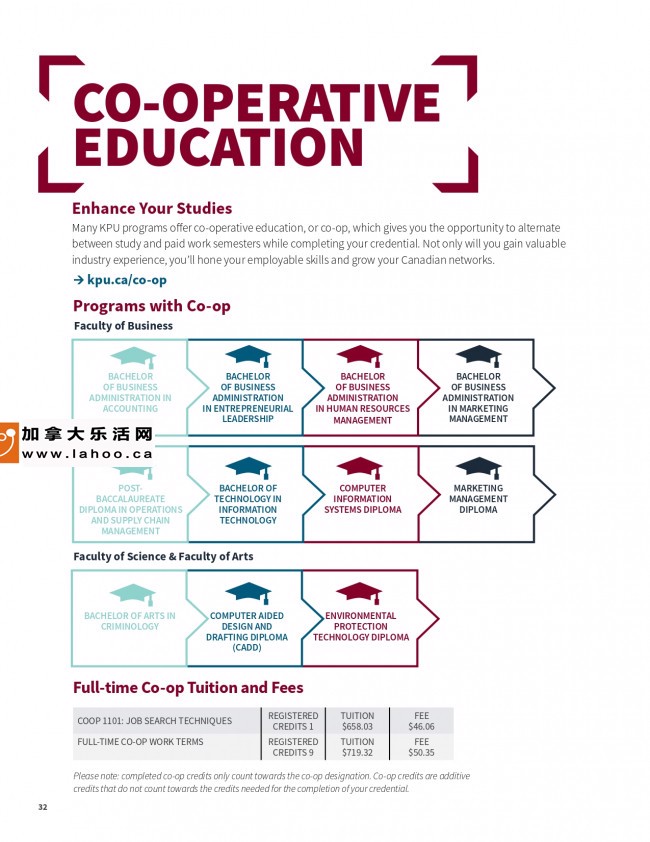 CO-OPERATIVE
EDUCATION
Enhance Your Studies
Many KPU programs offer co-operative education, or co-op, which gives you the opportunity to alternate
between study and paid work semesters while completing your credential. Not only will you gain valuable
industry experience, you'll hone your employable skills and grow your Canadian networks.
→ kpu.ca/co-op
Programs with Co-op
Faculty of Business
BACHELOR
OF BUSINESS
ADMINISTRATION IN
ACCOUNTING
BACHELOR
OF BUSINESS
ADMINISTRATION
IN ENTREPRENEURIAL
LEADERSHIP
BACHELOR
OF BUSINESS
ADMINISTRATION
IN HUMAN RESOURCES
MANAGEMENT
BACHELOR
OF BUSINESS
ADMINISTRATION
IN MARKETING
MANAGEMENT
加拿大乐活网
www.lahoo.ca
POST-
BACCALAUREATE
DIPLOMA IN OPERATIONS
AND SUPPLY CHAIN
MANAGEMENT
BACHELOR OF
TECHNOLOGY IN
INFORMATION
TECHNOLOGY
COMPUTER
INFORMATION
SYSTEMS DIPLOMA
MARKETING
MANAGEMENT
DIPLOMA
Faculty of Science & Faculty of Arts
BACHELOR OF ARTS IN
CRIMINOLOGY
COMPUTER AIDED
DESIGN AND
DRAFTING DIPLOMA
(CADD)
ENVIRONMENTAL
PROTECTION
TECHNOLOGY DIPLOMA
Full-time Co-op Tuition and Fees
COOP 1101: JOB SEARCH TECHNIQUES
REGISTERED
CREDITS 1
TUITION
$658.03
FEE
$46.06
FULL-TIME CO-OP WORK TERMS
REGISTERED
CREDITS 9
TUITION
$719.32
FEE
$50.35
Please note: completed co-op credits only count towards the co-op designation. Co-op credits are additive
credits that do not count towards the credits needed for the completion of your credential.
32